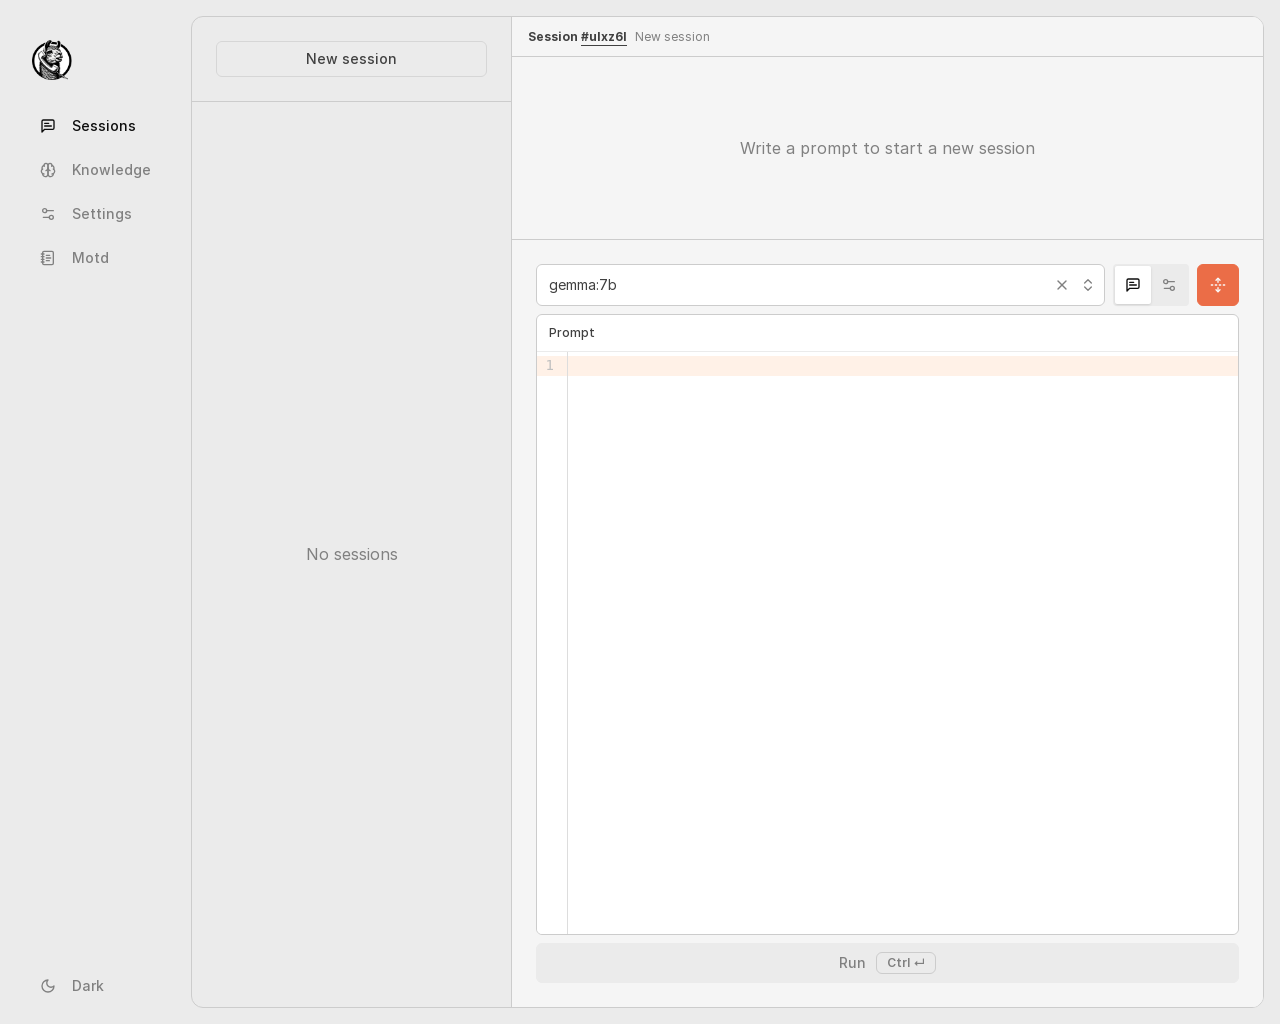 Sessions
Knowledge
Settings
Motd
Dark
New session
No sessions
Session #ulxz6l New session
Write a prompt to start a new session
gemma:7b
Prompt
1
Run Ctrl ↵